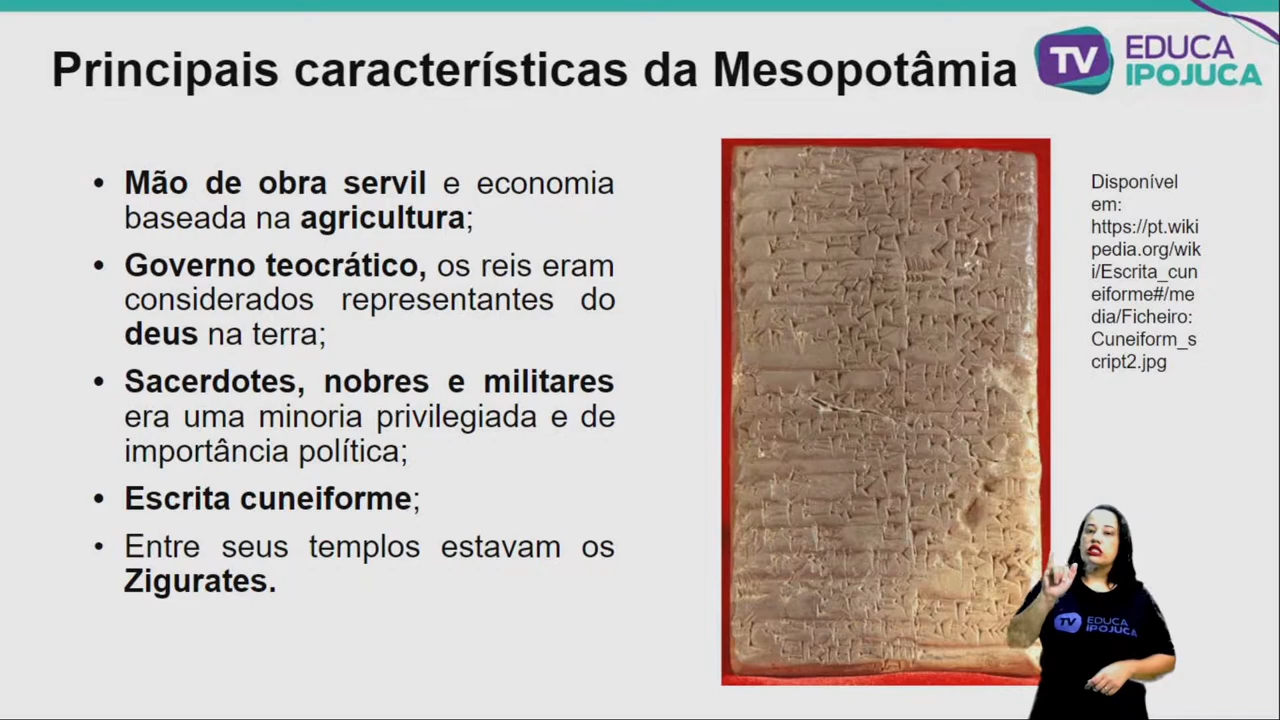 Principais características da Mesopotâmia
TV EDUCA
IPOJUCA
• Mão de obra servil e economia
baseada na agricultura;
• Governo teocrático, os reis eram
considerados representantes do
deus na terra;
• Sacerdotes, nobres e militares
era uma minoria privilegiada e de
importância política;
• Escrita cuneiforme;
• Entre seus templos estavam os
Zigurates.
Disponível
em:
https://pt.wiki
pedia.org/wik
i/Escrita_cun
eiforme#/me
dia/Ficheiro:
Cuneiform_s
cript2.jpg
TV EDUCA
IPOJUCA